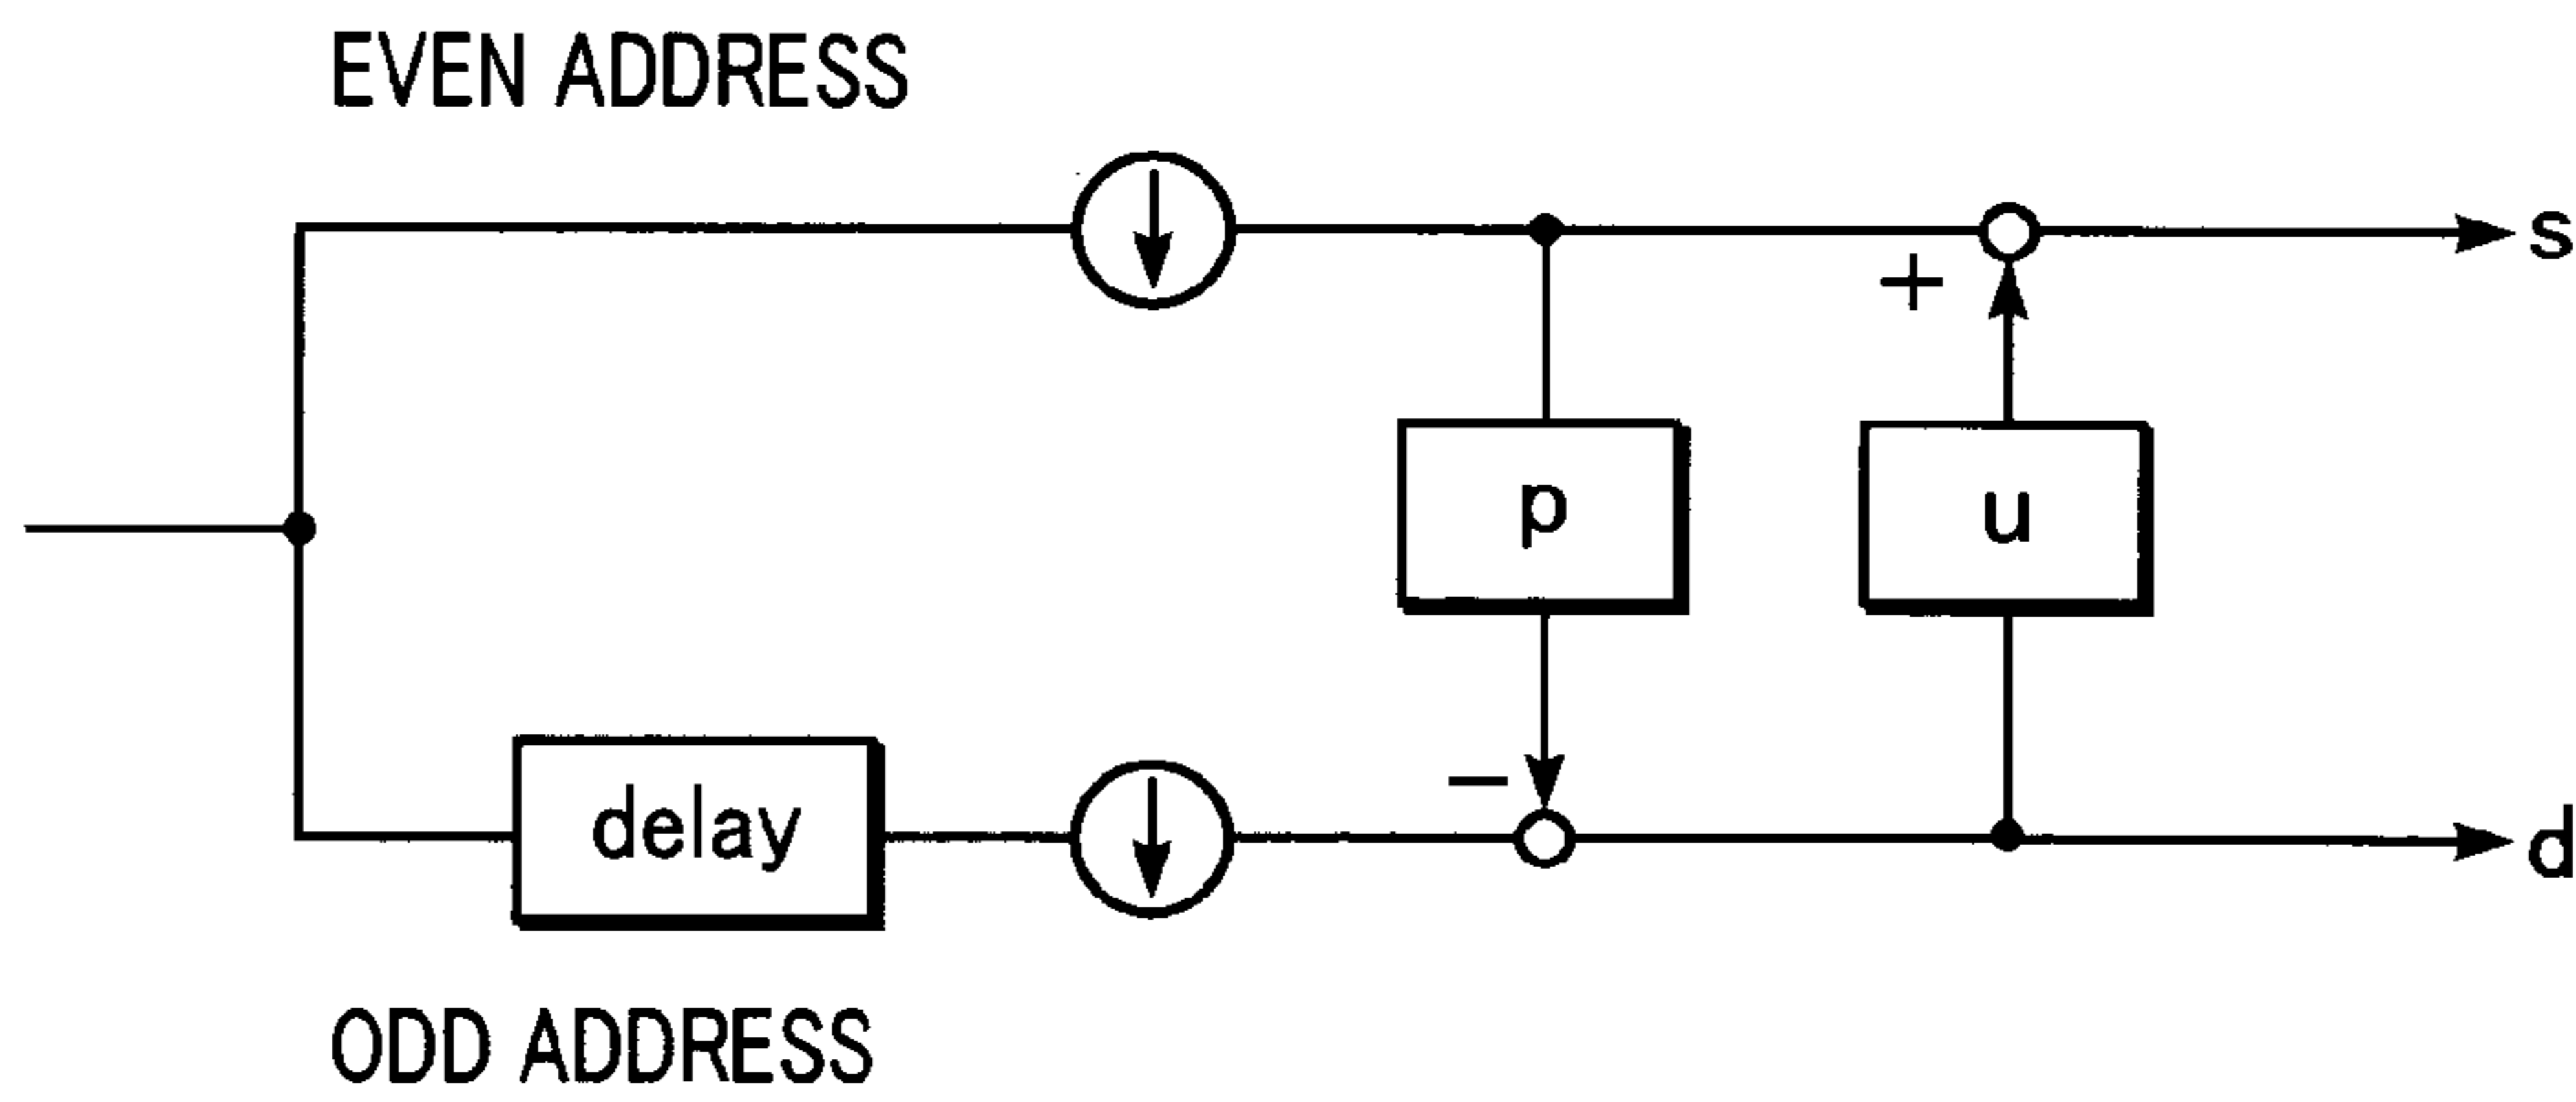 EVEN ADDRESS
s
+
p
u
−
delay
d
ODD ADDRESS